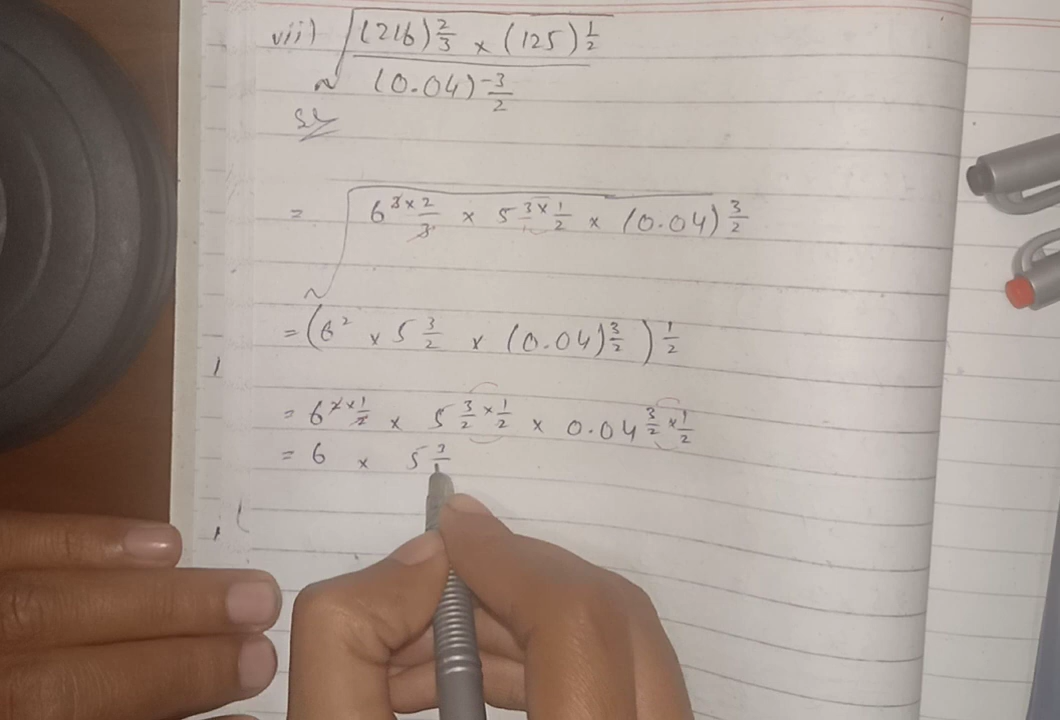 vii) √(216)^2/3 × (125)^1/2
(0.04)^-3/2
= √6^3×2/3 × 5^3×1/2 × (0.04)^3/2
= (6^2 × 5^3/2 × (0.04)^3/2)^1/2
= 6^2×1/2 × 5^3/2×1/2 × 0.04^3/2×1/2
= 6 × 5^3/